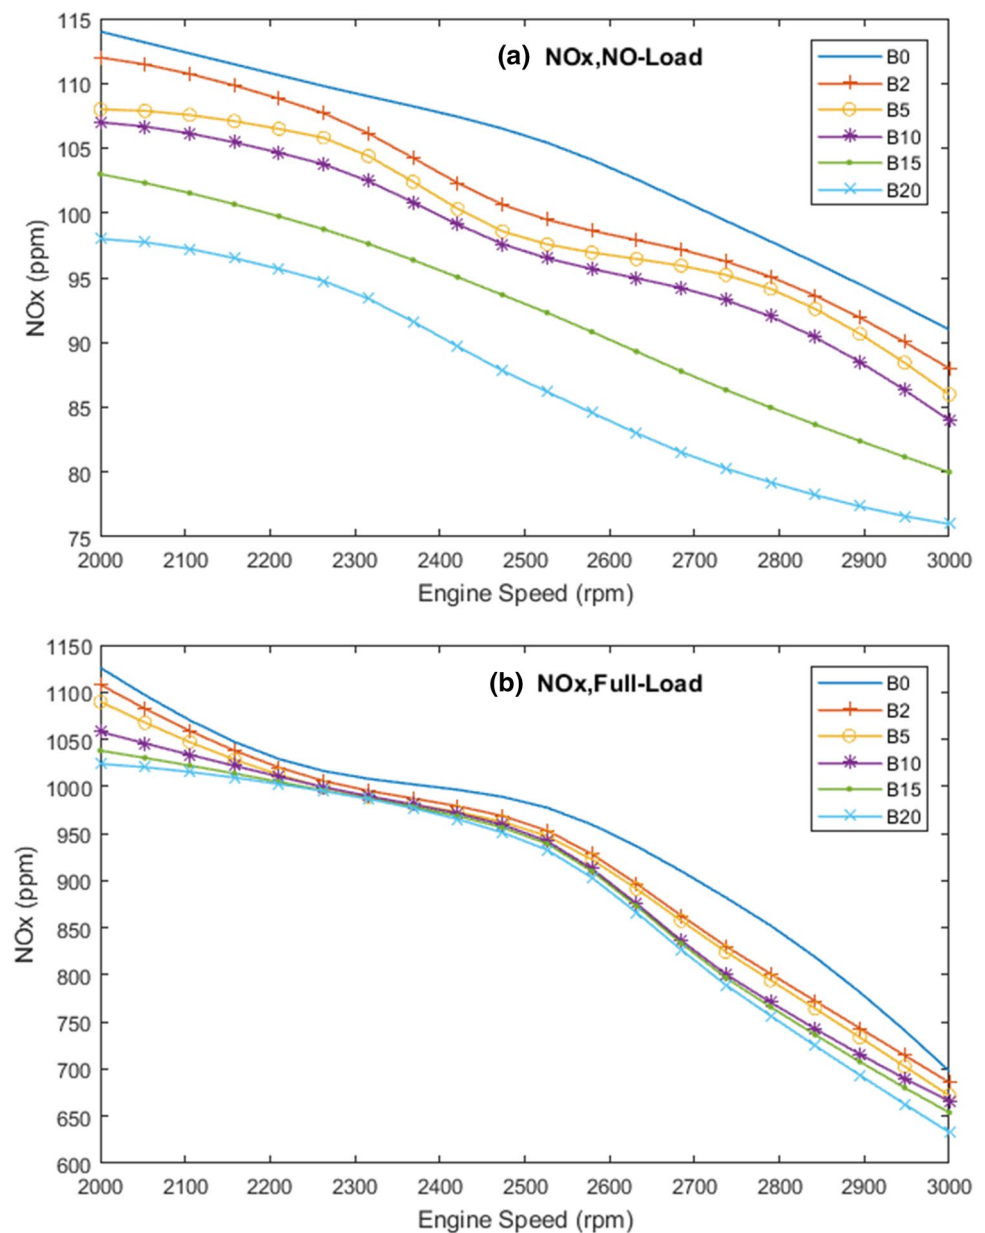 (a) NOx,NO-Load
B0
B2
B5
B10
B15
B20
115
110
105
100
95
90
85
80
75
NOx (ppm)
2000 2100 2200 2300 2400 2500 2600 2700 2800 2900 3000
Engine Speed (rpm)
(b) NOx,Full-Load
B0
B2
B5
B10
B15
B20
1150
1100
1050
1000
950
900
850
800
750
700
650
600
NOx (ppm)
2000 2100 2200 2300 2400 2500 2600 2700 2800 2900 3000
Engine Speed (rpm)